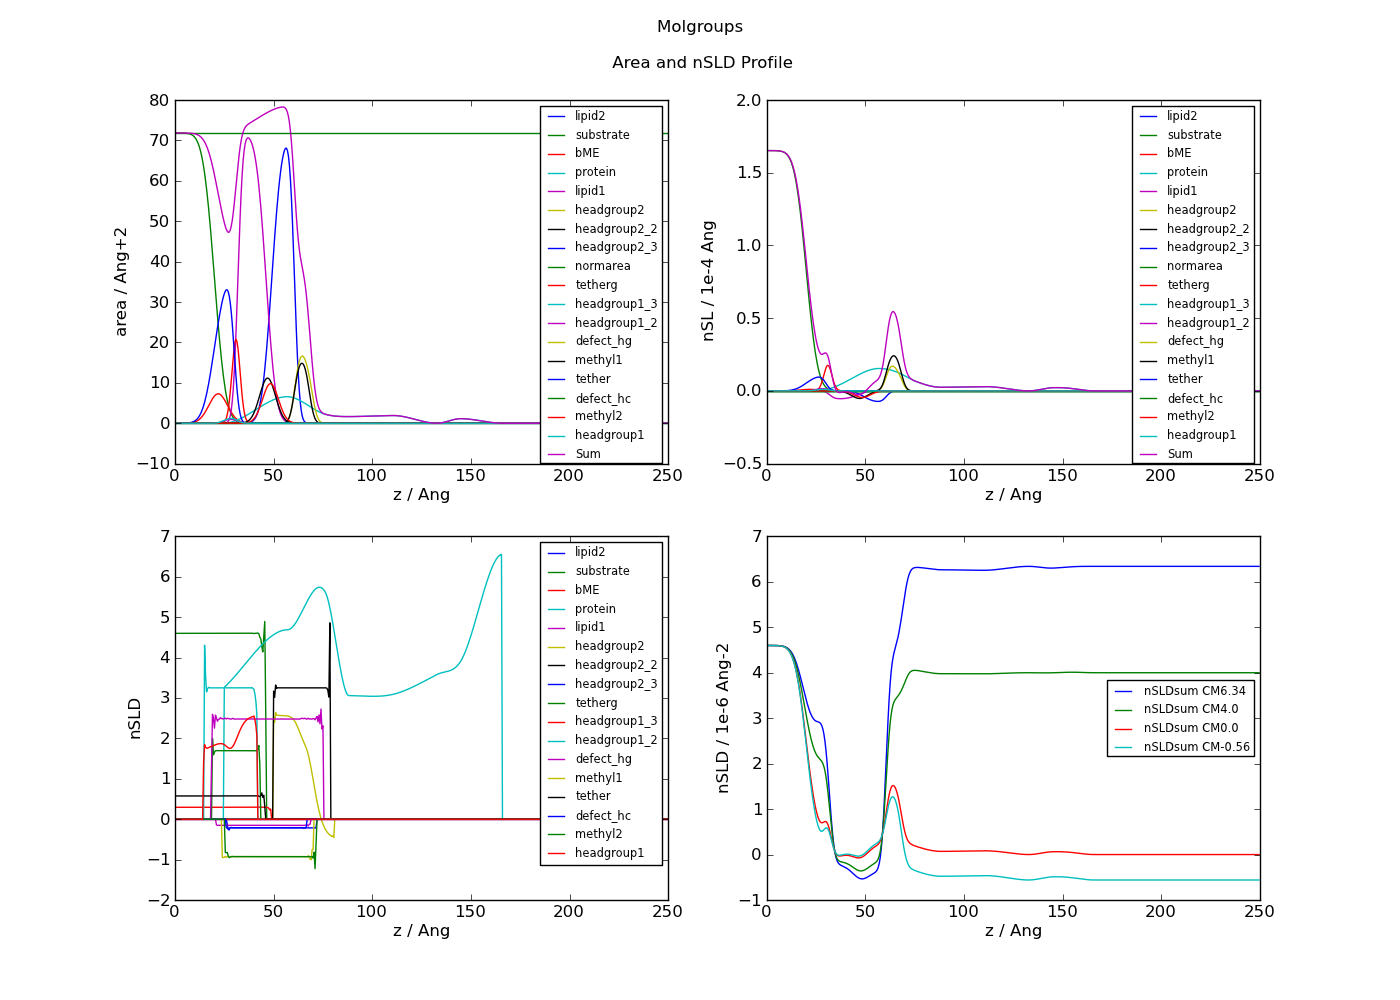 Molgroups
Area and nSLD Profile
80
70
60
50
40
30
20
10
0
−10
area / Ang+2
0 50 100 150 200 250
z / Ang
lipid2
substrate
bME
protein
lipid1
headgroup2
headgroup2_2
headgroup2_3
normarea
tetherg
headgroup1_3
headgroup1_2
defect_hg
methyl1
tether
defect_hc
methyl2
headgroup1
Sum
2.0
1.5
1.0
0.5
0.0
−0.5
nSL / 1e-4 Ang
0 50 100 150 200 250
z / Ang
lipid2
substrate
bME
protein
lipid1
headgroup2
headgroup2_2
headgroup2_3
normarea
tetherg
headgroup1_3
headgroup1_2
defect_hg
methyl1
tether
defect_hc
methyl2
headgroup1
Sum
7
6
5
4
3
2
1
0
−1
−2
nSLD
0 50 100 150 200 250
z / Ang
lipid2
substrate
bME
protein
lipid1
headgroup2
headgroup2_2
headgroup2_3
tetherg
headgroup1_3
headgroup1_2
defect_hg
methyl1
tether
defect_hc
methyl2
headgroup1
7
6
5
4
3
2
1
0
−1
nSLD / 1e-6 Ang-2
0 50 100 150 200 250
z / Ang
nSLDsum CM6.34
nSLDsum CM4.0
nSLDsum CM0.0
nSLDsum CM-0.56